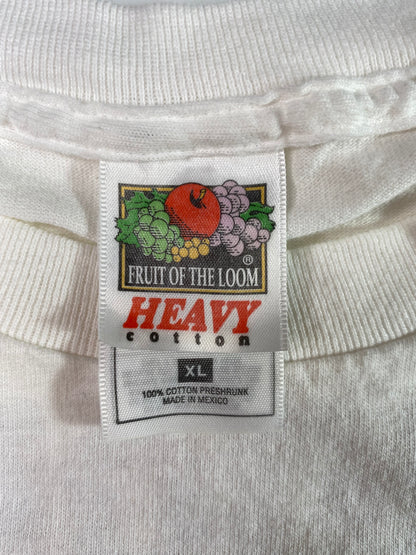 FRUIT OF THE LOOM ®
HEAVY
cotton
XL
100% COTTON PRESHRUNK
MADE IN MEXICO